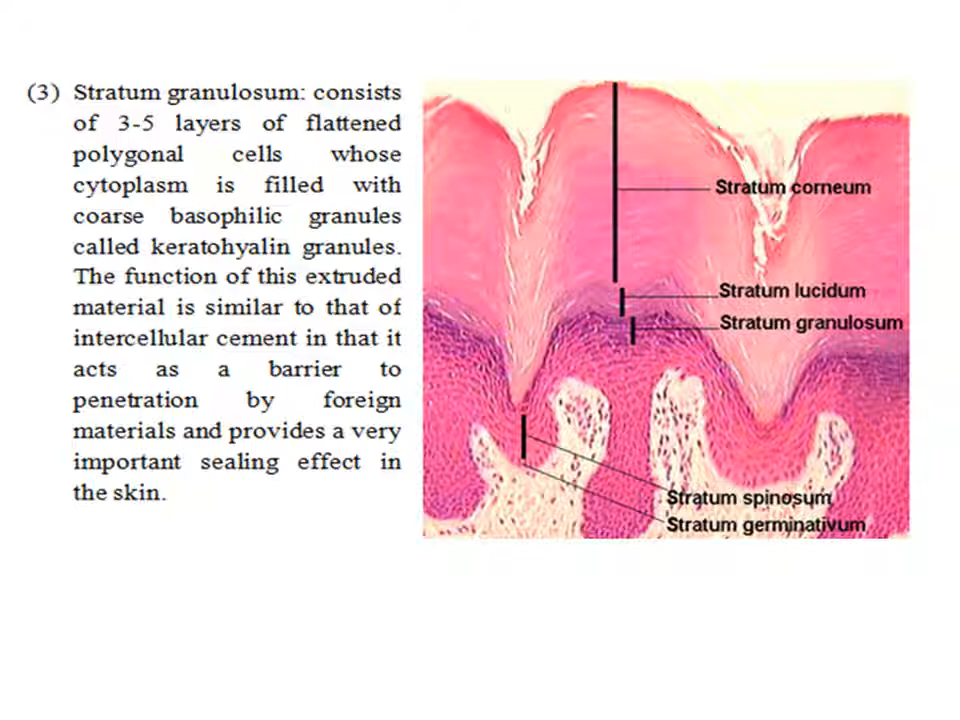 (3) Stratum granulosum: consists
of 3-5 layers of flattened
polygonal cells whose
cytoplasm is filled with
coarse basophilic granules
called keratohyalin granules.
The function of this extruded
material is similar to that of
intercellular cement in that it
acts as a barrier to
penetration by foreign
materials and provides a very
important sealing effect in
the skin.
Stratum corneum
Stratum lucidum
Stratum granulosum
Stratum spinosum
Stratum germinativum